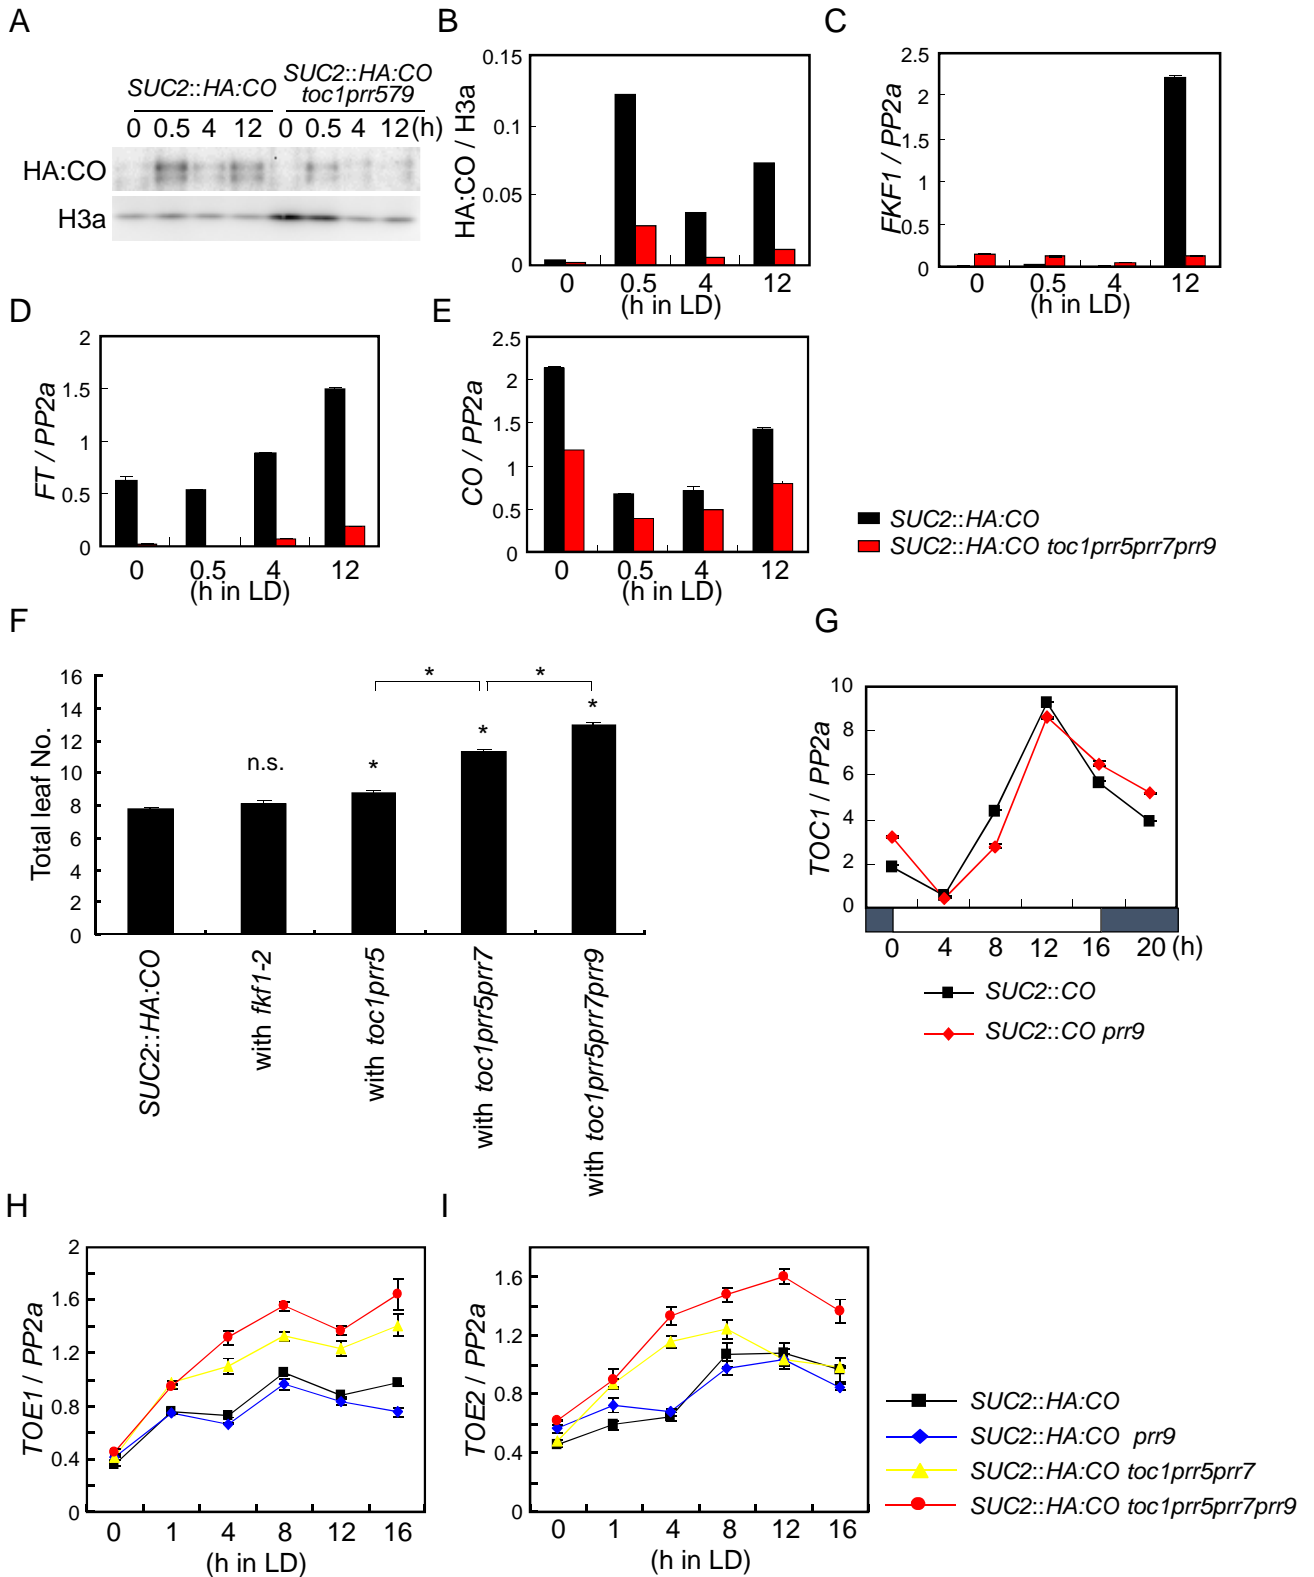 A
SUC2::HA:CO
SUC2::HA:CO
toc1prr579
0 0.5 4 12 0 0.5 4 12(h)
HA:CO
H3a
B
HA:CO / H3a
0.15
0.1
0.05
0
0 0.5 4 12
(h in LD)
C
FKF1 / PP2a
2.5
2
1.5
1
0.5
0
0 0.5 4 12
(h in LD)
D
FT / PP2a
2
1.5
1
0.5
0
0 0.5 4 12
(h in LD)
E
CO / PP2a
2.5
2
1.5
1
0.5
0
0 0.5 4 12
(h in LD)
SUC2::HA:CO
SUC2::HA:CO toc1prr5prr7prr9
F
Total leaf No.
16
14
12
10
8
6
4
2
0
n.s.
*
*
*
*
*
SUC2::HA:CO
with fkf1-2
with toc1prr5
with toc1prr5prr7
with toc1prr5prr7prr9
G
TOC1 / PP2a
10
8
6
4
2
0
0 4 8 12 16 20 (h)
SUC2::CO
SUC2::CO prr9
H
TOE1 / PP2a
2
1.6
1.2
0.8
0.4
0
0 1 4 8 12 16
(h in LD)
I
TOE2 / PP2a
1.6
1.2
0.8
0.4
0
0 1 4 8 12 16
(h in LD)
SUC2::HA:CO
SUC2::HA:CO prr9
SUC2::HA:CO toc1prr5prr7
SUC2::HA:CO toc1prr5prr7prr9